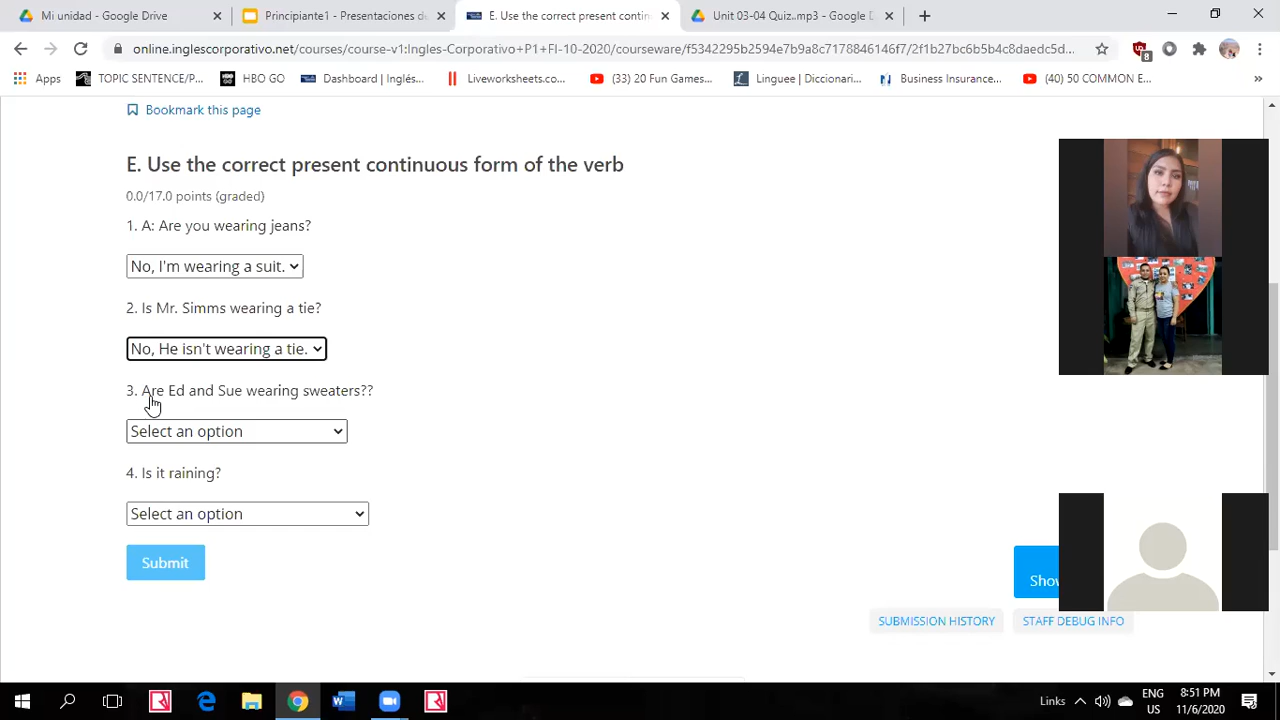 Mi unidad - Google Drive
Principiante1 - Presentaciones d
E. Use the correct present contin
Unit 03-04 Quiz..mp3 - Google D
online.inglescorporativo.net/courses/course-v1:Ingles-Corporativo+P1+FI-10-2020/courseware/f5342295b2594e7b9a8c7178846146f7/2f1b27bc6b5b4c8daedc5d...
8
Apps
TOPIC SENTENCE/P...
HBO GO
Dashboard | Inglés...
Liveworksheets.co...
(33) 20 Fun Games...
Linguee | Diccionari...
Business Insurance...
(40) 50 COMMON E...
»
Bookmark this page
E. Use the correct present continuous form of the verb
0.0/17.0 points (graded)
1. A: Are you wearing jeans?
No, I'm wearing a suit.
2. Is Mr. Simms wearing a tie?
No, He isn't wearing a tie.
3. Are Ed and Sue wearing sweaters??
Select an option
4. Is it raining?
Select an option
Submit
Show
SUBMISSION HISTORY
STAFF DEBUG INFO
Links
ENG
US
8:51 PM
11/6/2020